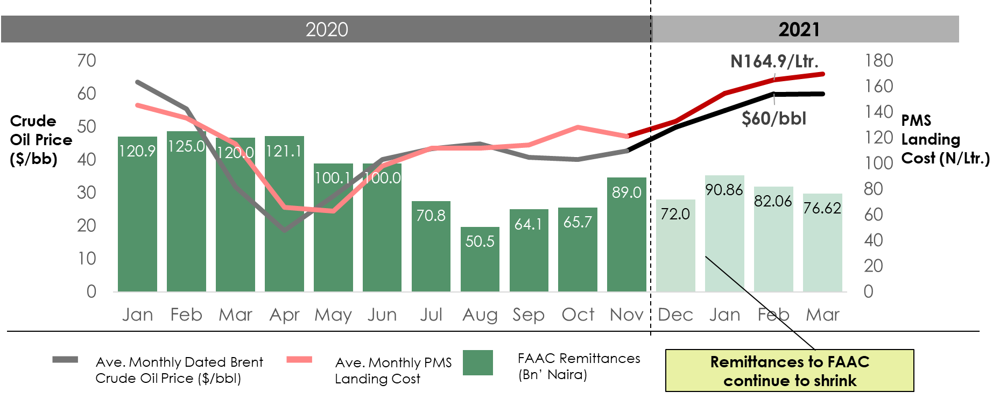 2020
2021
70
60
50
40
30
20
10
0
Crude
Oil Price
($/bb)
N164.9/Ltr.
$60/bbl
180
160
140
120
100
80
60
40
20
0
PMS
Landing
Cost (N/Ltr.)
120.9
125.0
120.0
121.1
100.1
100.0
70.8
50.5
64.1
65.7
89.0
72.0
90.86
82.06
76.62
Jan Feb Mar Apr May Jun Jul Aug Sep Oct Nov Dec Jan Feb Mar
Ave. Monthly Dated Brent
Crude Oil Price ($/bbl)
Ave. Monthly PMS
Landing Cost
FAAC Remittances
(Bn’ Naira)
Remittances to FAAC
continue to shrink